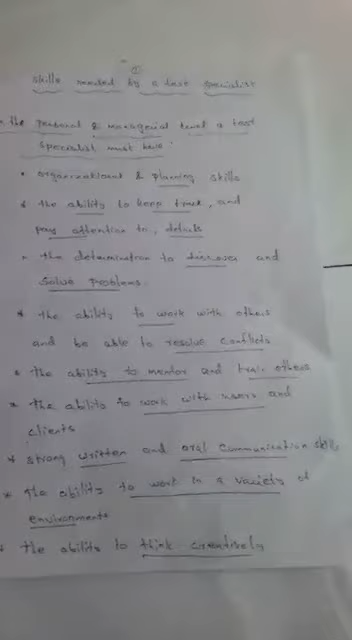 ①
skills needed by a test specialist
n the personal & managerial level a test
specialist must have
* organizational & planning skills
* the ability to keep track, and
pay attention to, details
* the determination to discover and
solve problems.
* the ability to work with others
and be able to resolve conflicts
* the ability to mentor and train others
* the ability to work with users and
clients
* strong written and oral communication skills
* the ability to work in a variety of
environments
* the ability to think creatively